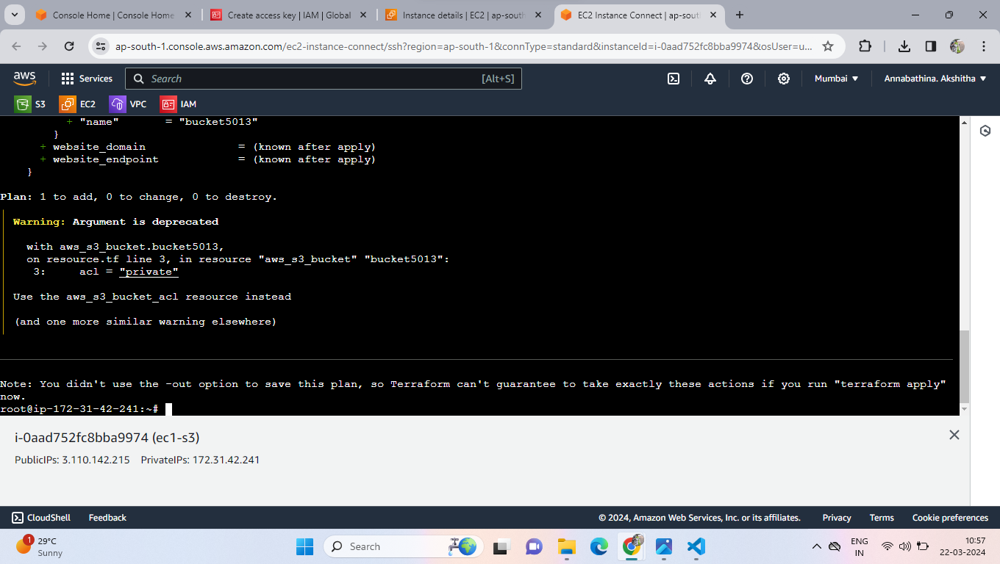 Console Home | Console Home
Create access key | IAM | Global
Instance details | EC2 | ap-south
EC2 Instance Connect | ap-sout
ap-south-1.console.aws.amazon.com/ec2-instance-connect/ssh?region=ap-south-1&connType=standard&instanceId=i-0aad752fc8bba9974&osUser=u...
aws
Services
Search
[Alt+S]
Mumbai
Annabathina. Akshitha
S3
EC2
VPC
IAM
+ "name" = "bucket5013"
}
+ website_domain = (known after apply)
+ website_endpoint = (known after apply)
}
Plan: 1 to add, 0 to change, 0 to destroy.
Warning: Argument is deprecated
with aws_s3_bucket.bucket5013,
on resource.tf line 3, in resource "aws_s3_bucket" "bucket5013":
3: acl = "private"
Use the aws_s3_bucket_acl resource instead
(and one more similar warning elsewhere)
Note: You didn't use the -out option to save this plan, so Terraform can't guarantee to take exactly these actions if you run "terraform apply"
now.
root@ip-172-31-42-241:~#
i-0aad752fc8bba9974 (ec1-s3)
PublicIPs: 3.110.142.215 PrivateIPs: 172.31.42.241
CloudShell
Feedback
© 2024, Amazon Web Services, Inc. or its affiliates.
Privacy
Terms
Cookie preferences
1
29°C
Sunny
Search
ENG
IN
10:57
22-03-2024